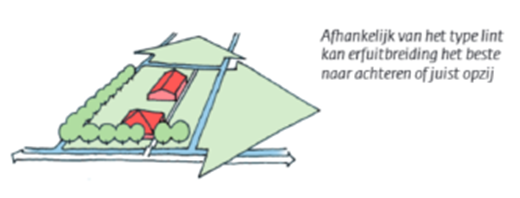 Afhankelijk van het type lint
kan erfuitbreiding het beste
naar achteren of juist opzij